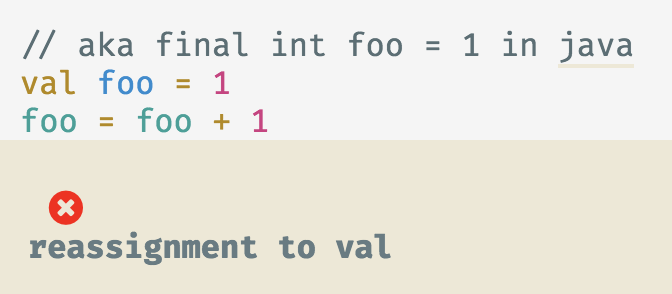 // aka final int foo = 1 in java
val foo = 1
foo = foo + 1
reassignment to val